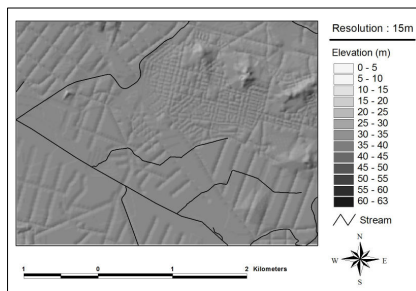 Resolution : 15m
Elevation (m)
0 - 5
5 - 10
10 - 15
15 - 20
20 - 25
25 - 30
30 - 35
35 - 40
40 - 45
45 - 50
50 - 55
55 - 60
60 - 63
Stream
N
W E
S
1 0 1 2 Kilometers